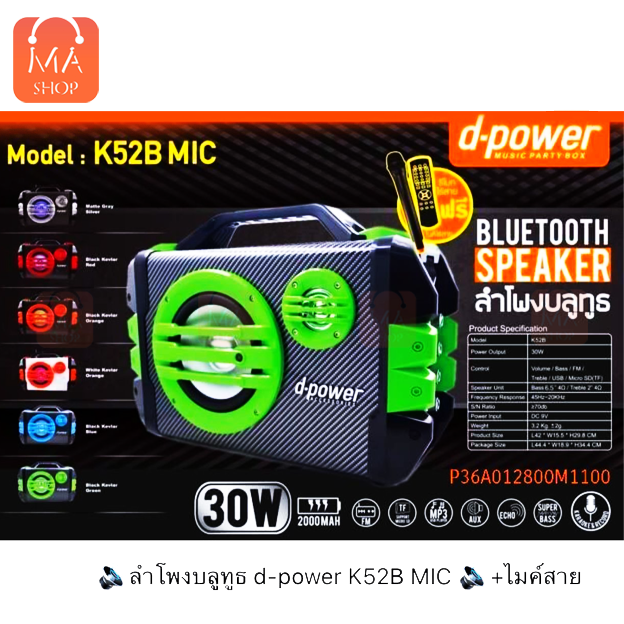 MA
SHOP
Model : K52B MIC
d-power
MUSIC PARTY BOX
Matte Gray
Silver
Black Kevlar
Red
Black Kevlar
Orange
White Kevlar
Orange
Black Kevlar
Blue
Black Kevlar
Green
ฟรี
BLUETOOTH
SPEAKER
ลำโพงบลูทูธ
d-power
Product Specification
Model K52B
Power Output 30W
Control Volume / Bass / FM /
Treble / USB / Micro SD(TF)
Speaker Unit Bass 6.5" 4Ω / Treble 2" 4Ω
Frequency Response 45Hz-20KHz
S/N Ratio ≥70db
Power Input DC 9V
Weight 3.2 Kg. ±2g
Product Size L42 * W15.5 * H29.8 CM
Package Size L44.4 * W18.9 * H34.4 CM
P36A012800M1100
30W
2000MAH
FM
TF
MP3
AUX
ECHO
SUPER
BASS
KARAOKE & RECORD
🔊 ลำโพงบลูทูธ d-power K52B MIC 🔊 +ไมค์สาย